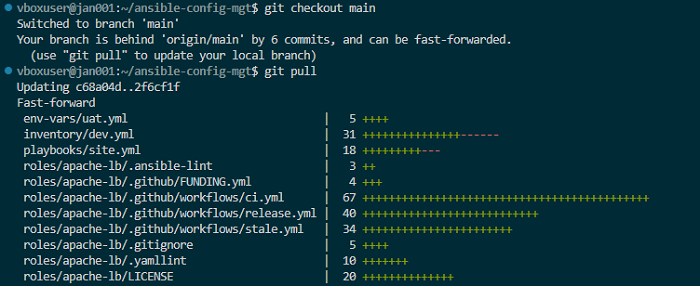 vboxuser@jan001:~/ansible-config-mgt$ git checkout main
Switched to branch 'main'
Your branch is behind 'origin/main' by 6 commits, and can be fast-forwarded.
  (use "git pull" to update your local branch)
vboxuser@jan001:~/ansible-config-mgt$ git pull
Updating c68a04d..2f6cf1f
Fast-forward
 env-vars/uat.yml                         |   5 ++++
 inventory/dev.yml                        |  31 +++++++++++++++------
 playbooks/site.yml                       |  18 +++++++++---
 roles/apache-lb/.ansible-lint            |   3 ++
 roles/apache-lb/.github/FUNDING.yml      |   4 +++
 roles/apache-lb/.github/workflows/ci.yml |  67 ++++++++++++++++++++++++++++++++++++++++++++
 roles/apache-lb/.github/workflows/release.yml |  40 +++++++++++++++++++++++++++
 roles/apache-lb/.github/workflows/stale.yml |  34 +++++++++++++++++++++++
 roles/apache-lb/.gitignore               |   5 ++++
 roles/apache-lb/.yamllint                |  10 +++++++
 roles/apache-lb/LICENSE                  |  20 ++++++++++++++